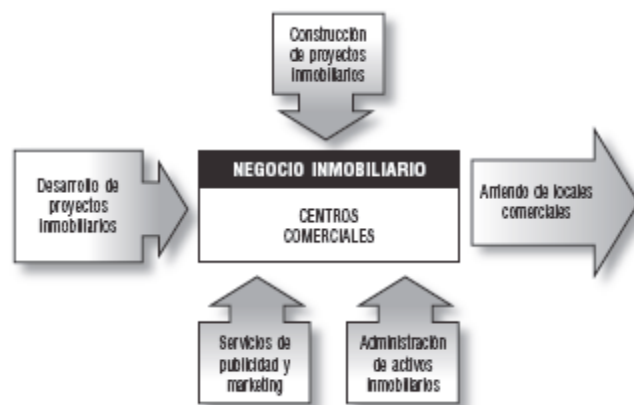 Construcción
de proyectos
inmobiliarios
Desarrollo de
proyectos
inmobiliarios
NEGOCIO INMOBILIARIO
CENTROS
COMERCIALES
Arriendo de locales
comerciales
Servicios de
publicidad y
marketing
Administración
de activos
inmobiliarios